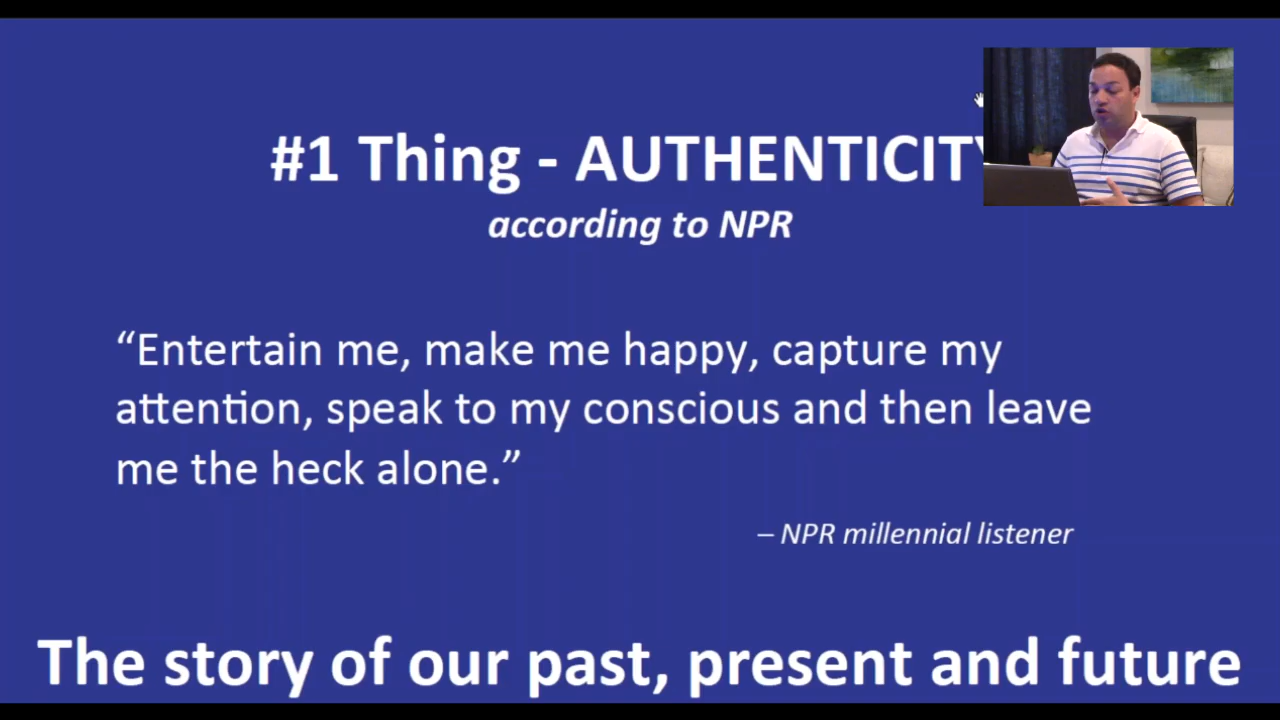 #1 Thing - AUTHENTICITY
according to NPR
“Entertain me, make me happy, capture my
attention, speak to my conscious and then leave
me the heck alone.”
– NPR millennial listener
The story of our past, present and future